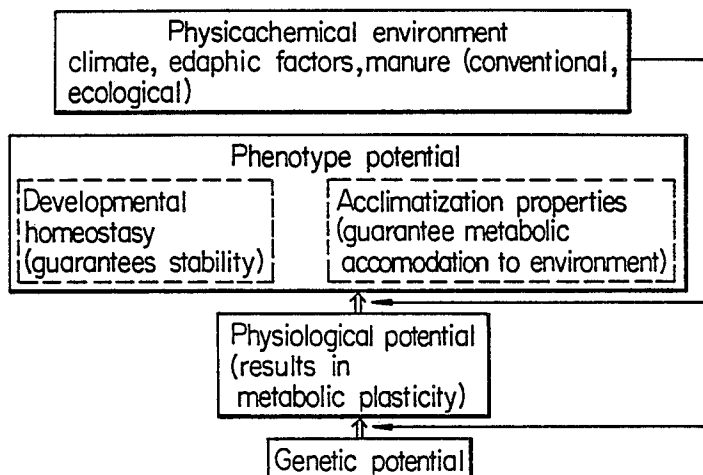 Physicachemical environment
climate, edaphic factors, manure (conventional,
ecological)
Phenotype potential
Developmental
homeostasy
(guarantees stability)
Acclimatization properties
(guarantee metabolic
accomodation to environment)
Physiological potential
(results in
metabolic plasticity)
Genetic potential